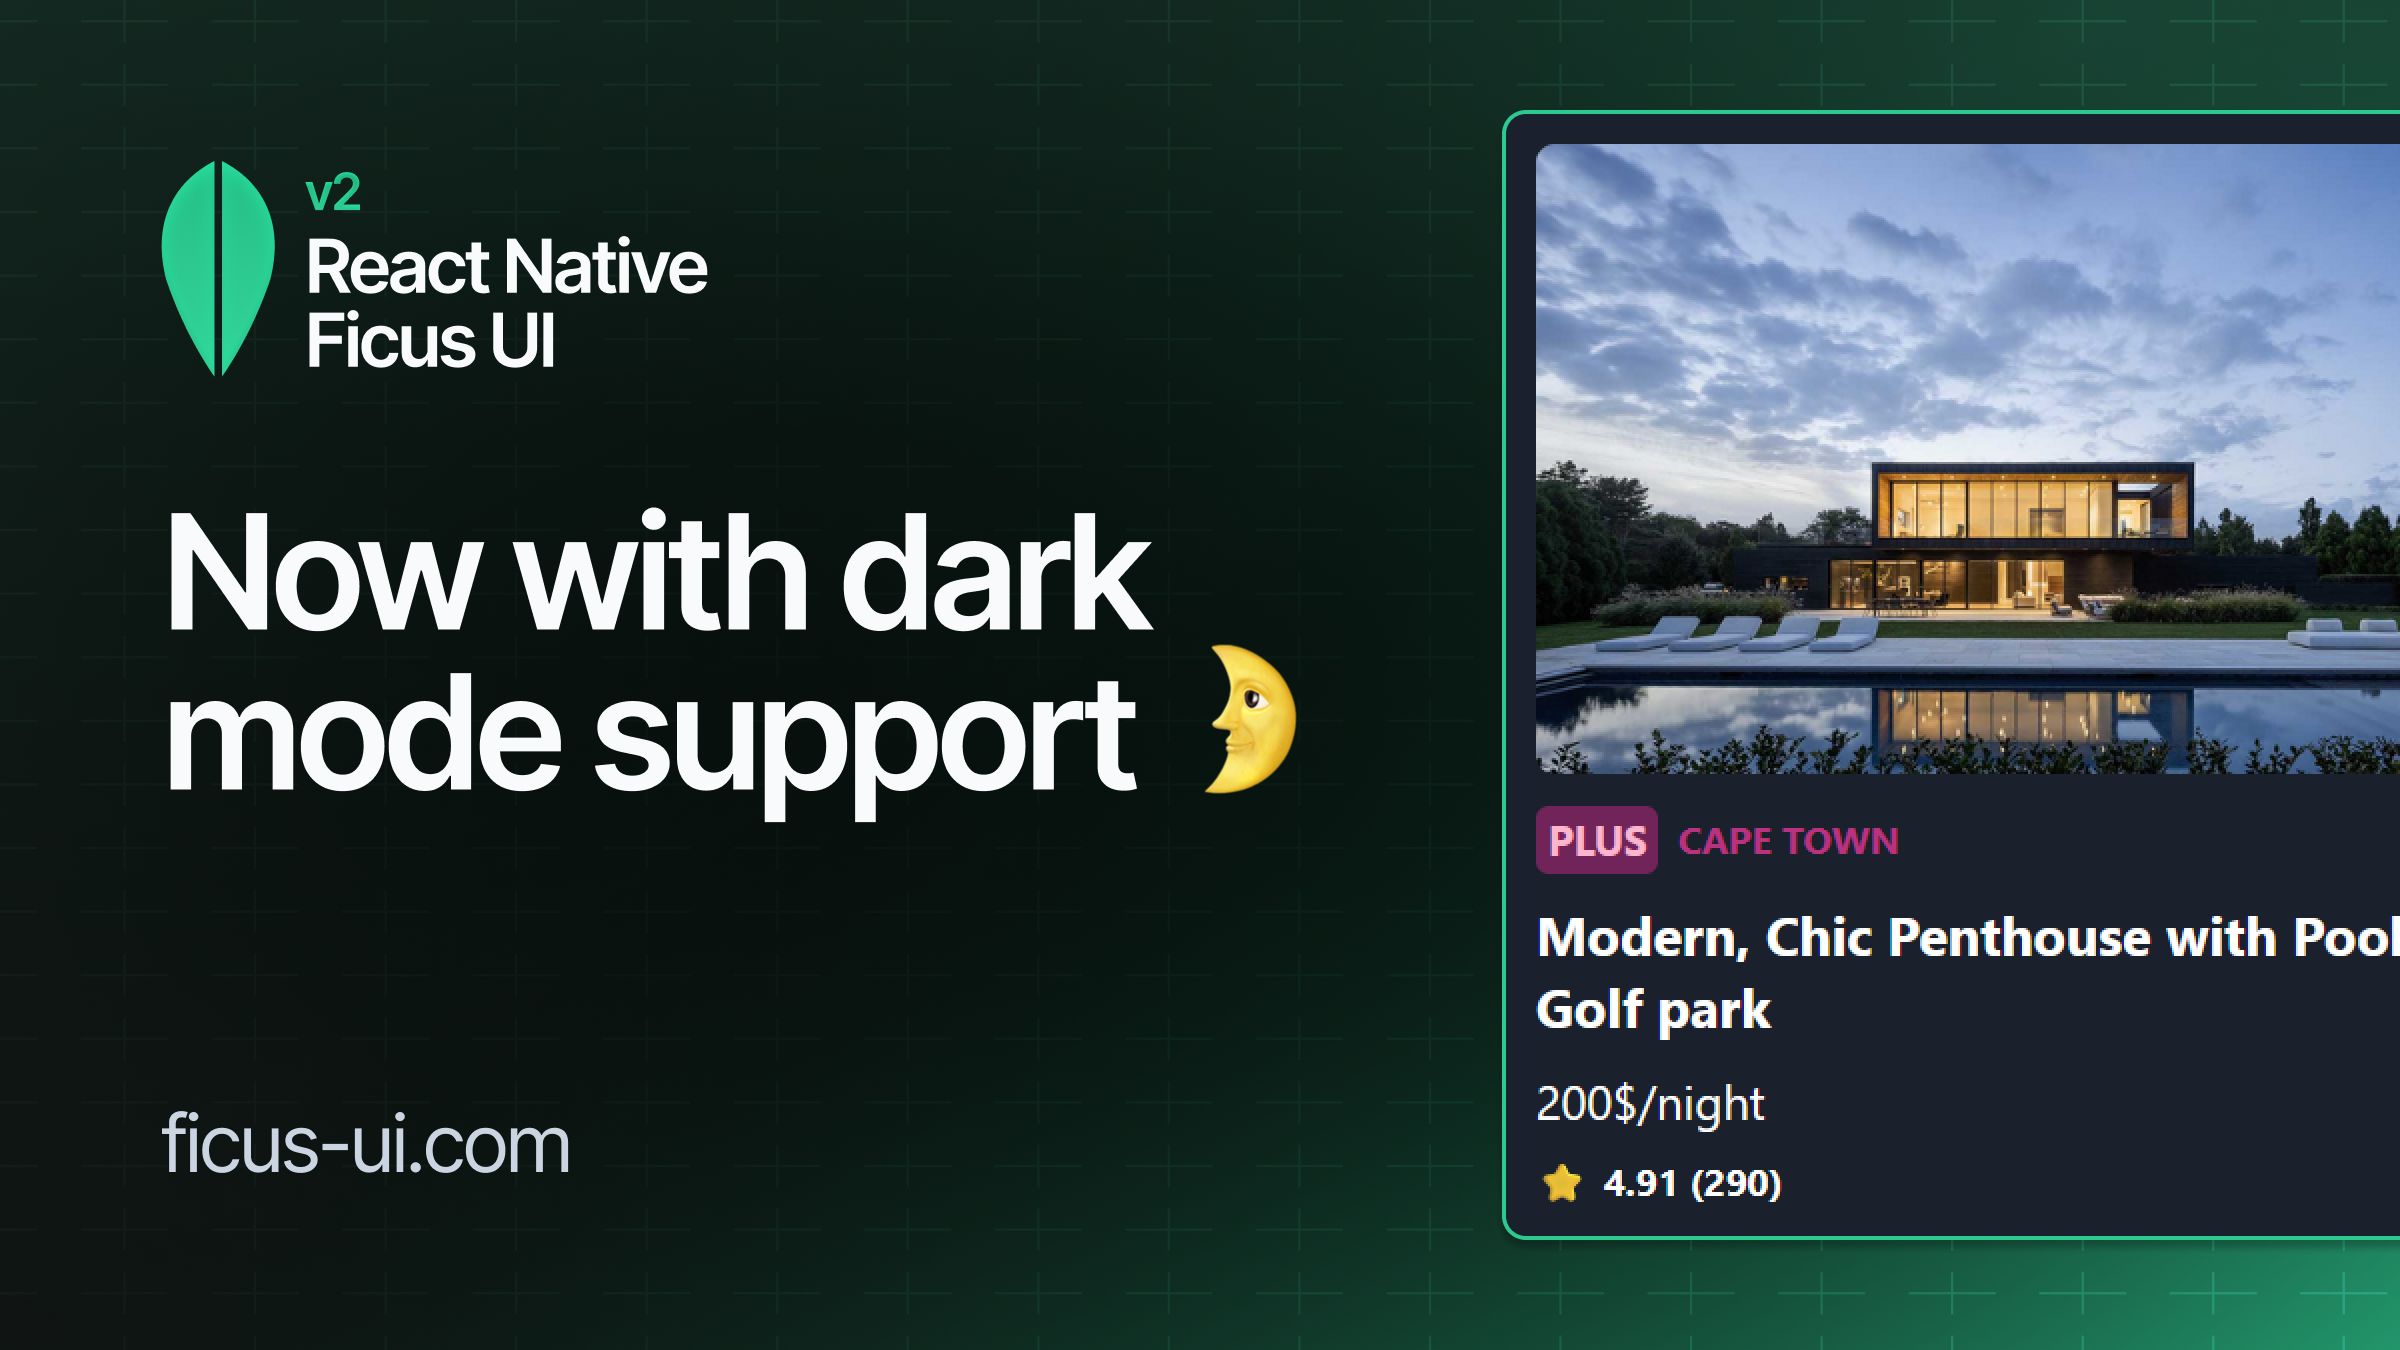 v2
React Native
Ficus UI
Now with dark
mode support
ficus-ui.com
PLUS CAPE TOWN
Modern, Chic Penthouse with Pool
Golf park
200$/night
4.91 (290)